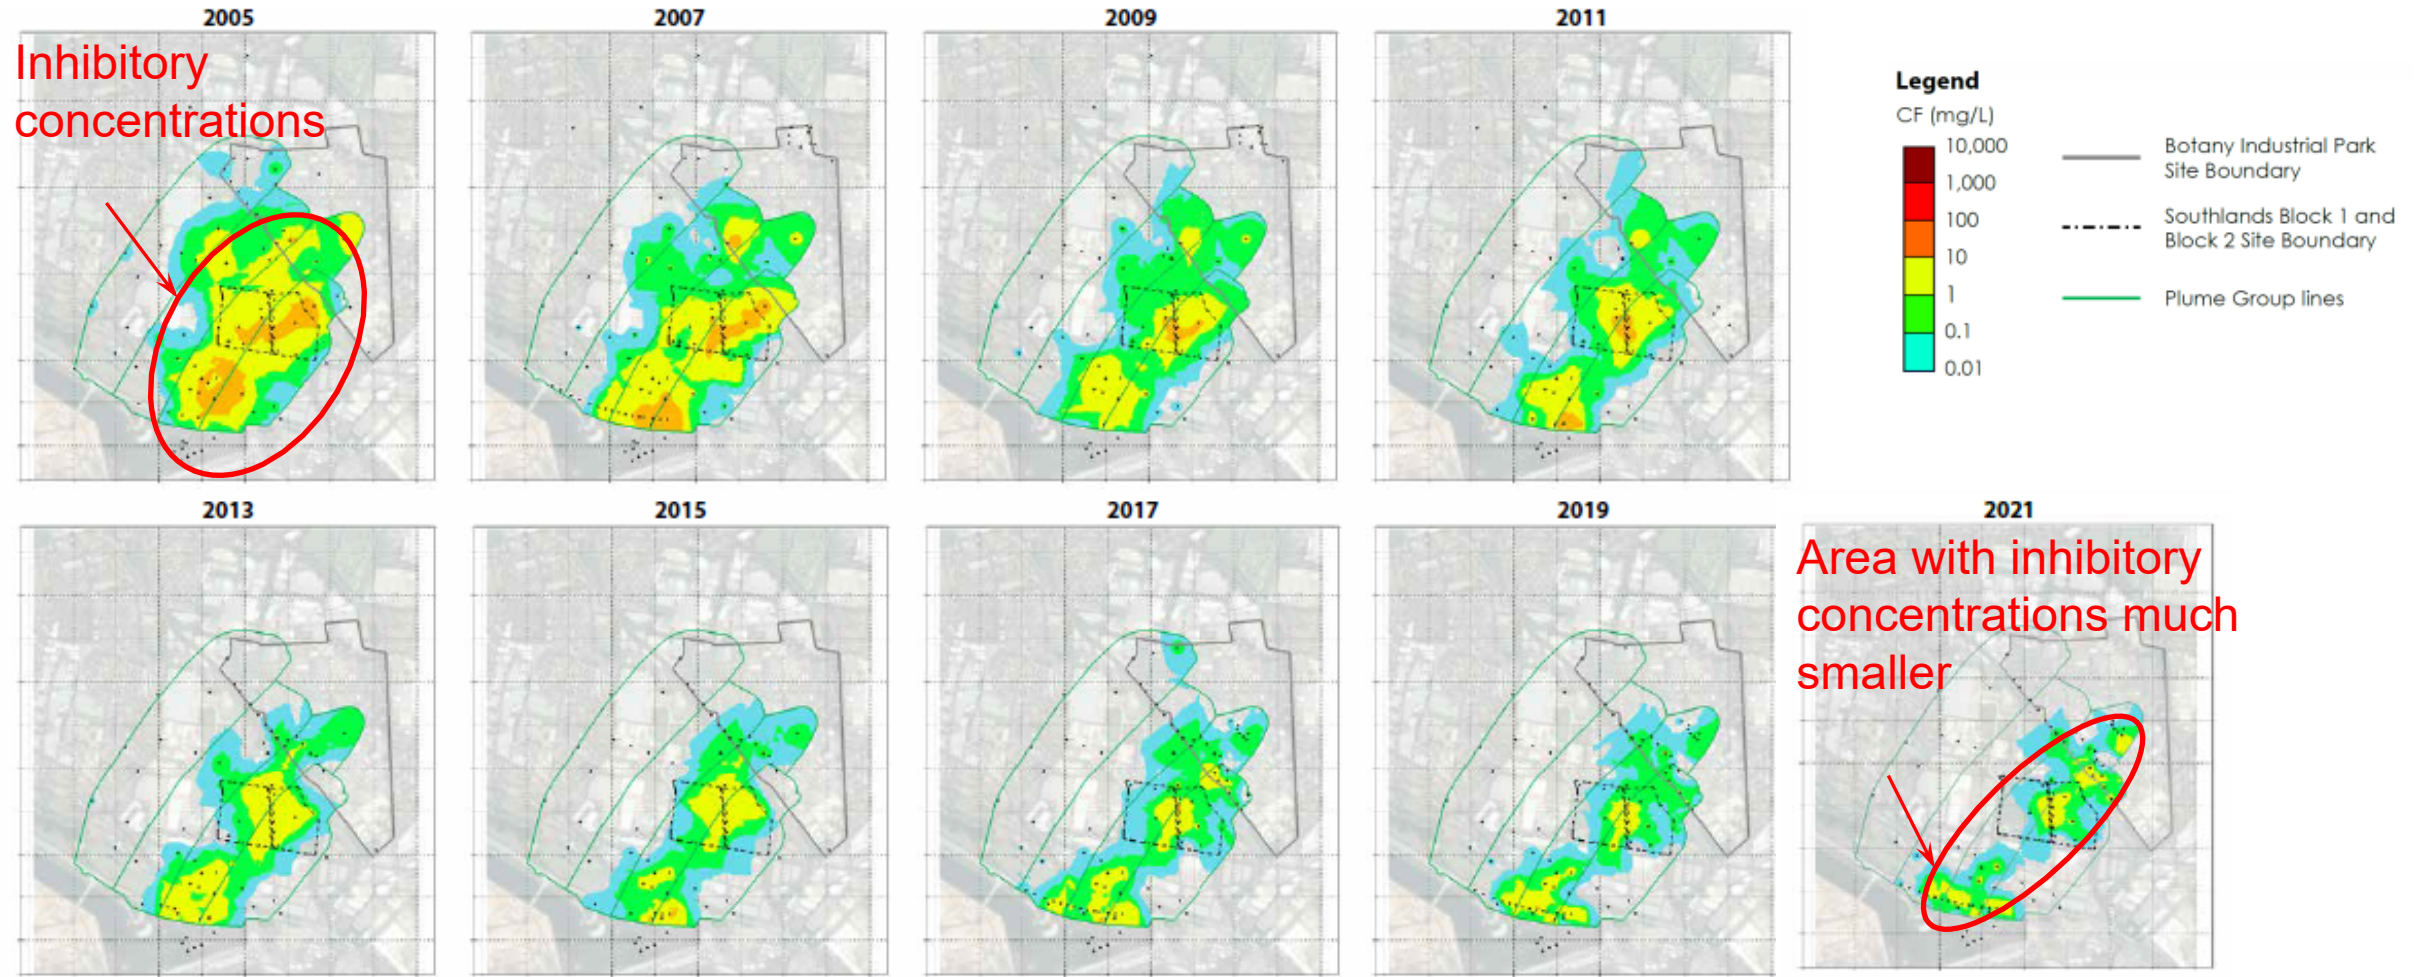 2005
2007
2009
2011
Inhibitory
concentrations
Legend
CF (mg/L)
10,000
1,000
100
10
1
0.1
0.01
Botany Industrial Park
Site Boundary
Southlands Block 1 and
Block 2 Site Boundary
Plume Group lines
2013
2015
2017
2019
2021
Area with inhibitory
concentrations much
smaller